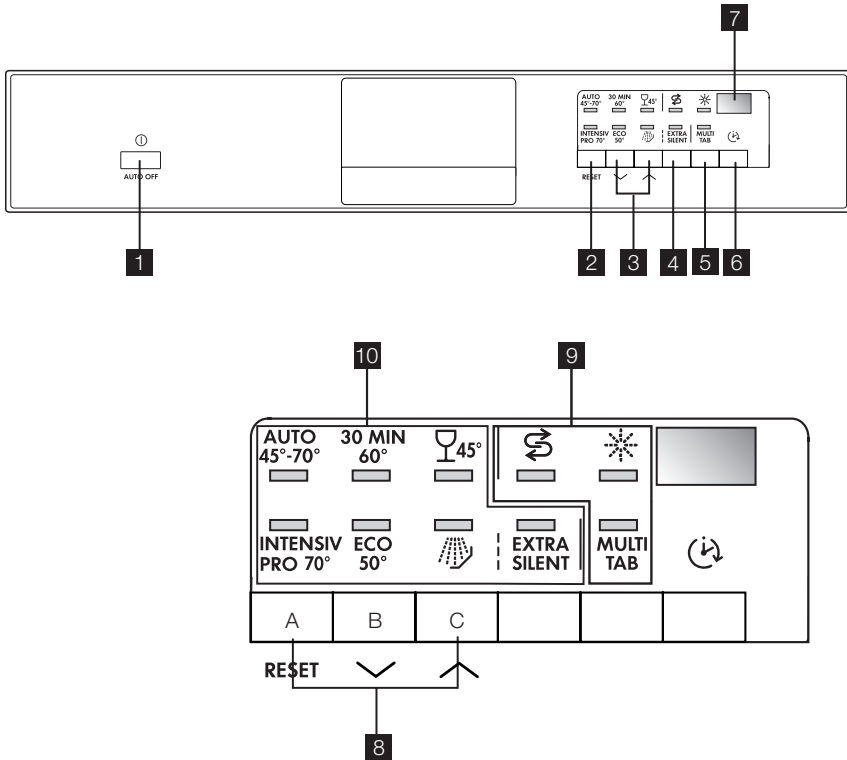 7
AUTO 30 MIN
45°-70° 60° 45°
INTENSIV ECO EXTRA MULTI
PRO 70° 50° SILENT TAB
AUTO OFF
RESET
1 2 3 4 5 6
10 9
AUTO 30 MIN
45°-70° 60° 45°
INTENSIV ECO EXTRA MULTI
PRO 70° 50° SILENT TAB
A B C
RESET
8